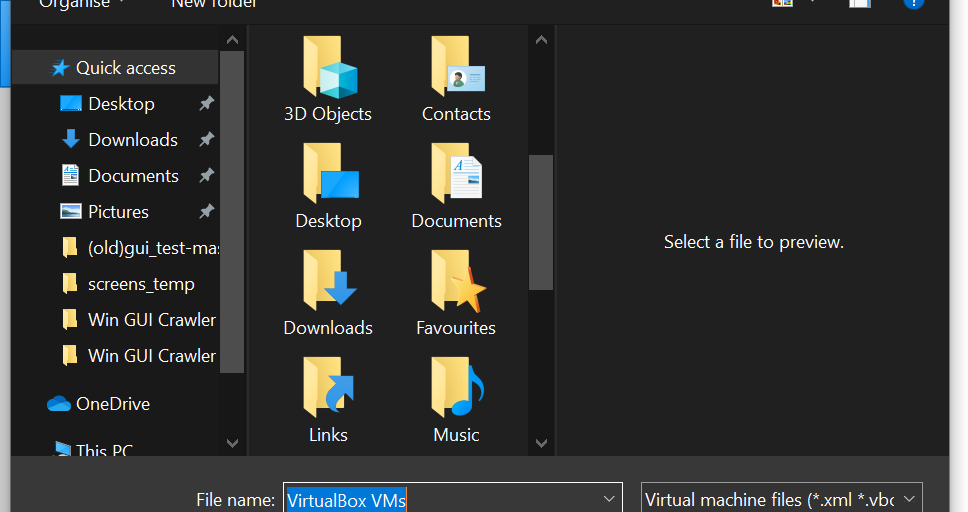 Organise
New folder
Quick access
Desktop
Downloads
Documents
Pictures
(old)gui_test-mas
screens_temp
Win GUI Crawler
Win GUI Crawler
OneDrive
This PC
3D Objects
Contacts
Desktop
Documents
Downloads
Favourites
Links
Music
Select a file to preview.
File name:
VirtualBox VMs
Virtual machine files (*.xml *.vbo